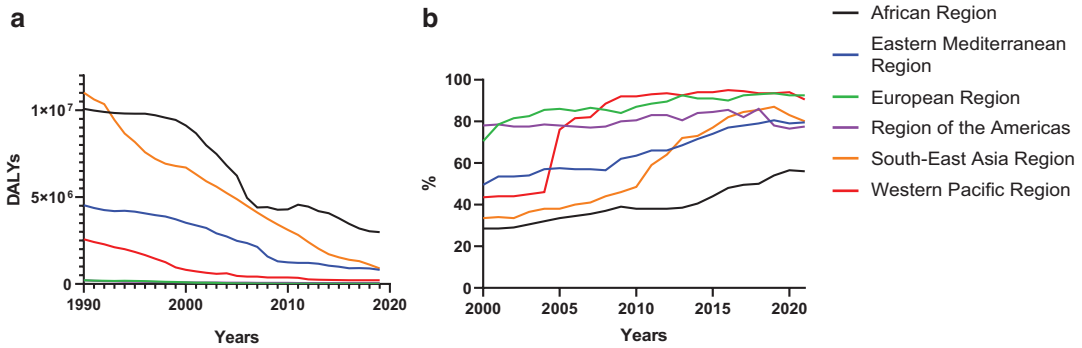 a
DALYs
1×10⁷
5×10⁶
0
1990
2000
2010
2020
Years
b
%
100
80
60
40
20
0
2000
2005
2010
2015
2020
Years
African Region
Eastern Mediterranean
Region
European Region
Region of the Americas
South-East Asia Region
Western Pacific Region